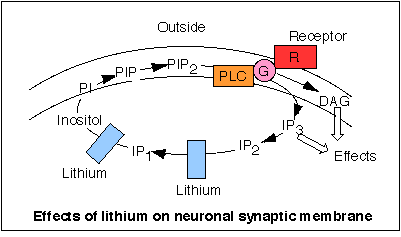 Outside
Receptor
R
PI PIP PIP2 PLC G
DAG
Inositol
IP3
IP1
IP2
Effects
Lithium
Lithium
Effects of lithium on neuronal synaptic membrane